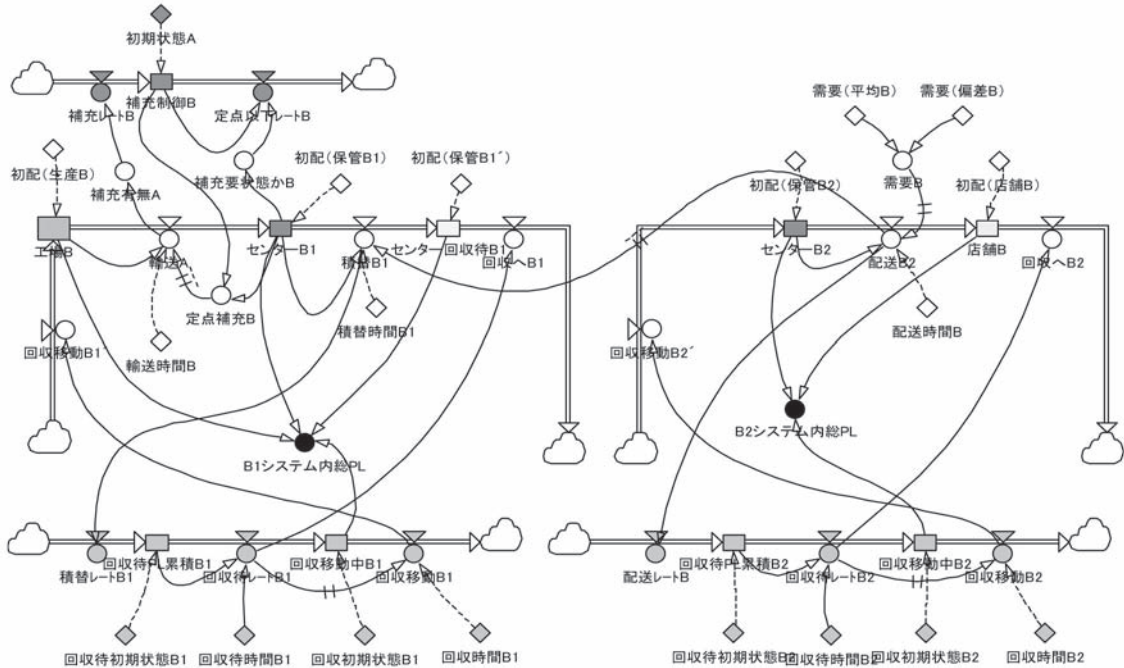 初期状態A
補充制御B
補充レートB
定点以下レートB
需要(平均B)
需要(偏差B)
初配(生産B)
補充有無A
補充要状態かB
初配(保管B1)
初配(保管B1´)
初配(保管B2)
需要B
初配(店舗B)
工場B
輸送A
センターB1
積替B1
センター回収待B1
回収へB1
センターB2
配送B2
店舗B
回収へB2
定点補充B
積替時間B1
配送時間B
回収移動B1´
輸送時間B
回収移動B2´
B1システム内総PL
B2システム内総PL
積替レートB1
回収待PL累積B1
回収待レートB1
回収移動中B1
回収移動B1
配送レートB
回収待PL累積B2
回収待レートB2
回収移動中B2
回収移動B2
回収待初期状態B1
回収待時間B1
回収初期状態B1
回収時間B1
回収待初期状態B2
回収待時間B2
回収初期状態B2
回収時間B2